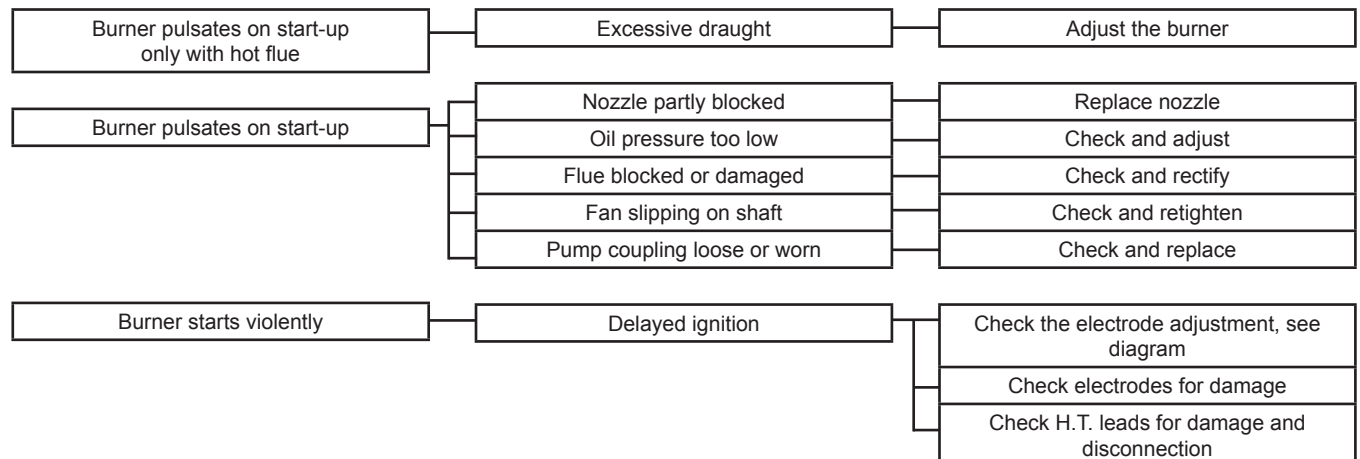 Burner pulsates on start-up
only with hot flue
Excessive draught
Adjust the burner
Burner pulsates on start-up
Nozzle partly blocked
Replace nozzle
Oil pressure too low
Check and adjust
Flue blocked or damaged
Check and rectify
Fan slipping on shaft
Check and retighten
Pump coupling loose or worn
Check and replace
Burner starts violently
Delayed ignition
Check the electrode adjustment, see
diagram
Check electrodes for damage
Check H.T. leads for damage and
disconnection